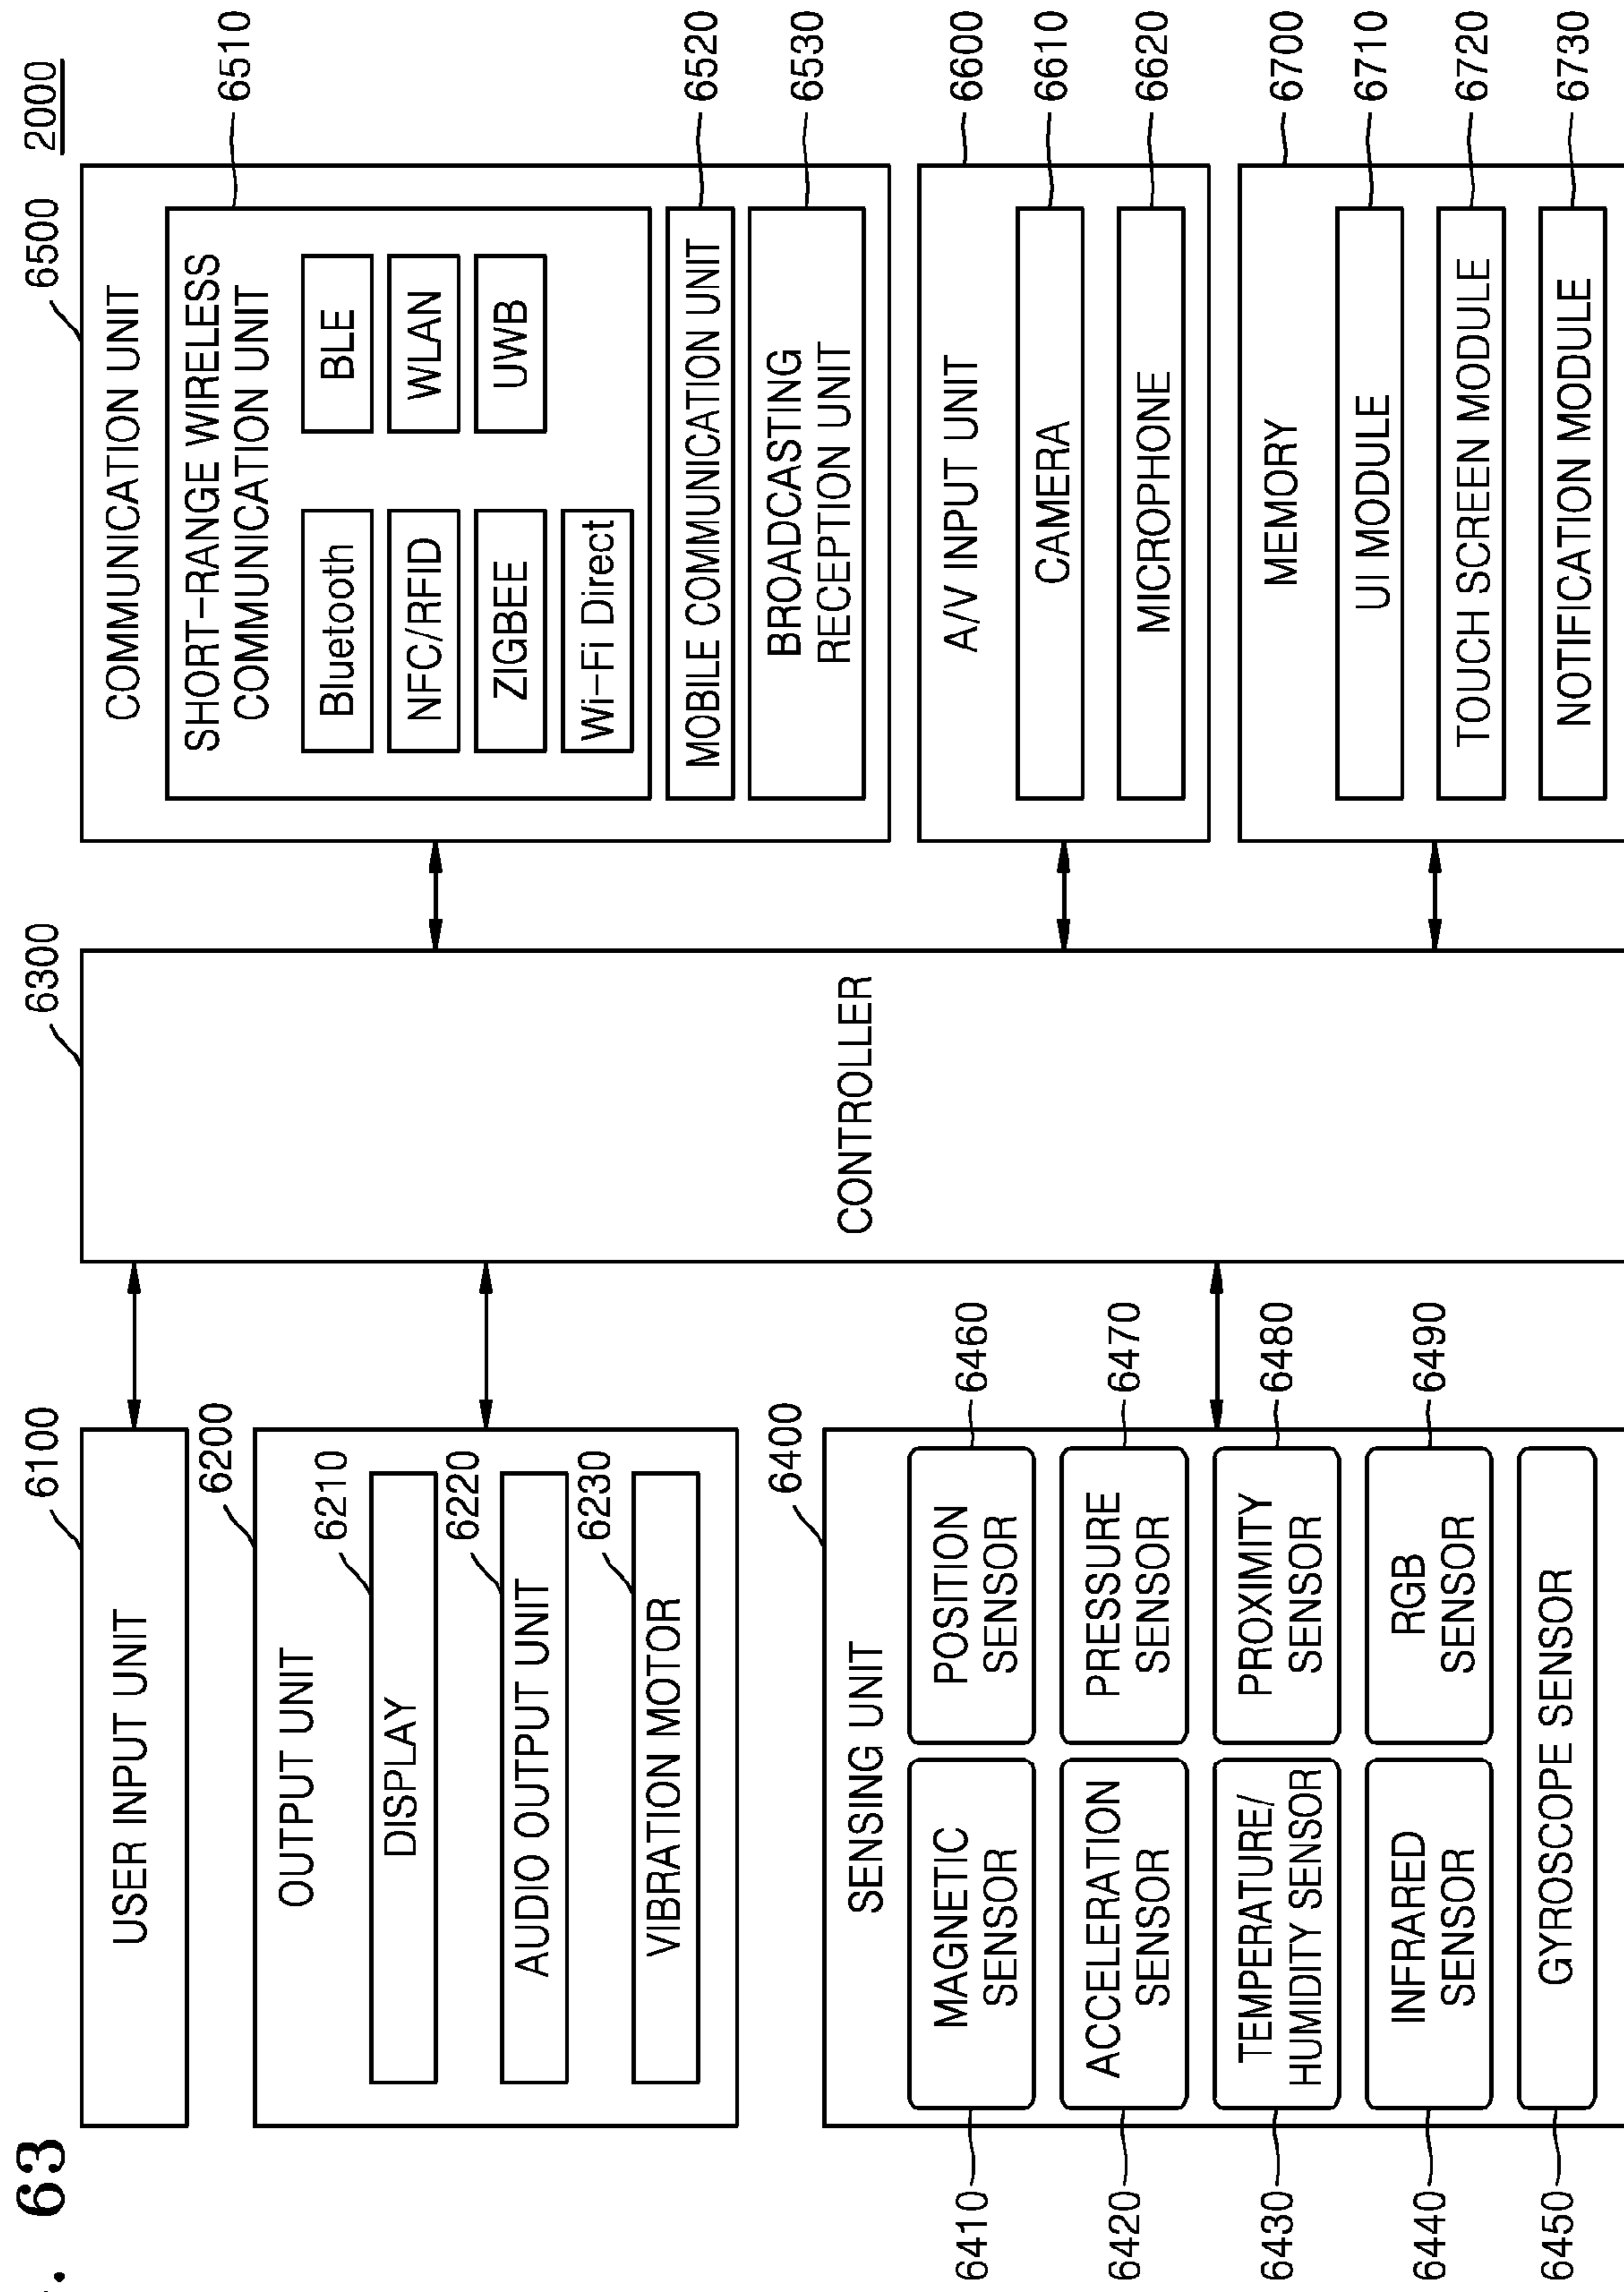 . 63
2000
6100
USER INPUT UNIT
6200
OUTPUT UNIT
6210
DISPLAY
6220
AUDIO OUTPUT UNIT
6230
VIBRATION MOTOR
6400
SENSING UNIT
6410
MAGNETIC
SENSOR
POSITION
SENSOR
6460
6420
ACCELERATION
SENSOR
PRESSURE
SENSOR
6470
6430
TEMPERATURE/
HUMIDITY SENSOR
PROXIMITY
SENSOR
6480
6440
INFRARED
SENSOR
RGB
SENSOR
6490
6450
GYROSCOPE SENSOR
6300
CONTROLLER
6500
COMMUNICATION UNIT
SHORT-RANGE WIRELESS
COMMUNICATION UNIT
6510
Bluetooth
BLE
NFC/RFID
WLAN
ZIGBEE
UWB
Wi-Fi Direct
MOBILE COMMUNICATION UNIT
6520
BROADCASTING
RECEPTION UNIT
6530
A/V INPUT UNIT
6600
CAMERA
6610
MICROPHONE
6620
MEMORY
6700
UI MODULE
6710
TOUCH SCREEN MODULE
6720
NOTIFICATION MODULE
6730